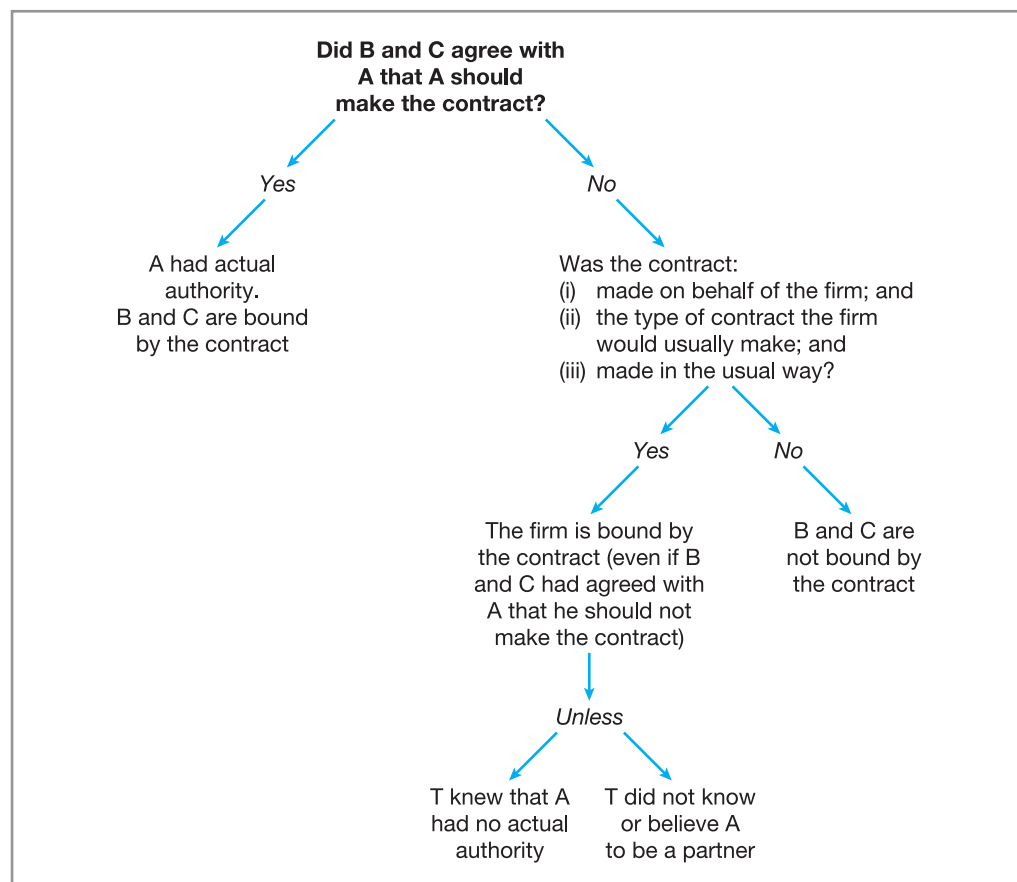 Did B and C agree with
A that A should
make the contract?
Yes
No
A had actual
authority.
B and C are bound
by the contract
Was the contract:
(i) made on behalf of the firm; and
(ii) the type of contract the firm
would usually make; and
(iii) made in the usual way?
Yes
No
The firm is bound by
the contract (even if B
and C had agreed with
A that he should not
make the contract)
B and C are
not bound by
the contract
Unless
T knew that A
had no actual
authority
T did not know
or believe A
to be a partner